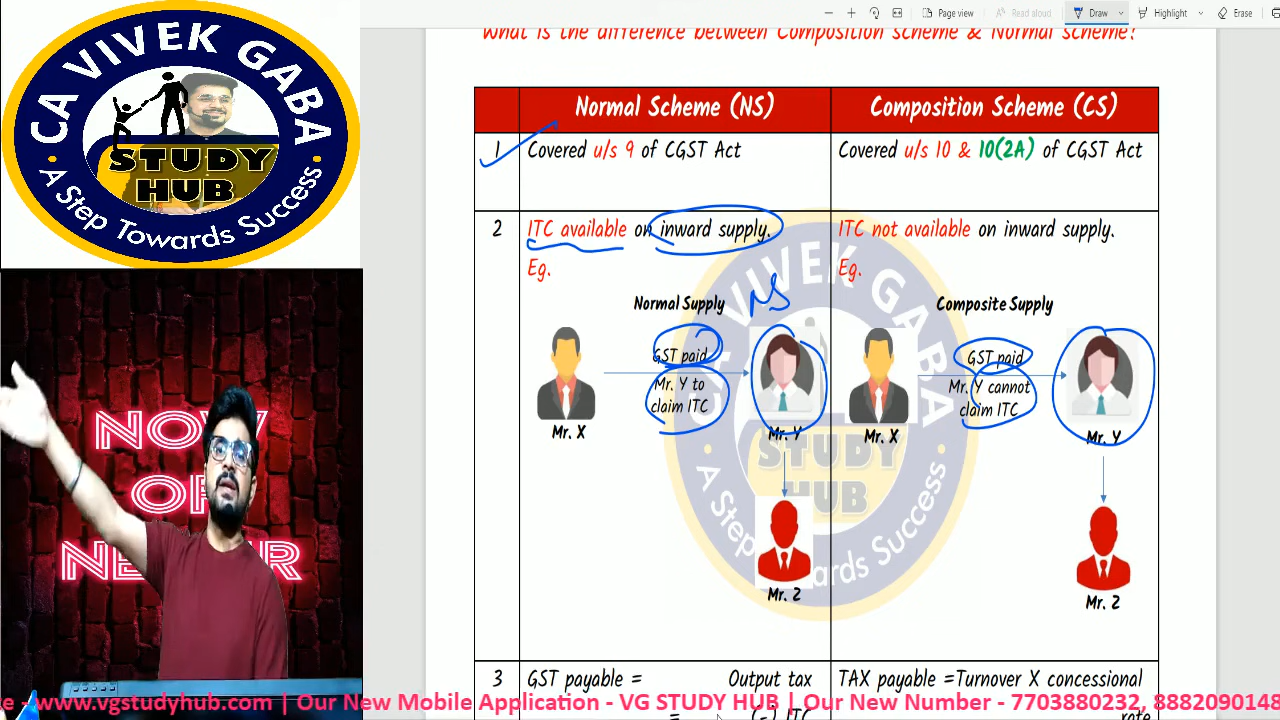 Page view
Read aloud
Draw
Highlight
Erase
CA VIVEK GABA
STUDY
HUB
A Step Towards Success
What is the difference between Composition scheme & Normal scheme?
Normal Scheme (NS)
Composition Scheme (CS)
1
Covered u/s 9 of CGST Act
Covered u/s 10 & 10(2A) of CGST Act
2
ITC available on inward supply.
ITC not available on inward supply.
Eg.
Eg.
NS
Normal Supply
Composite Supply
GST paid
GST paid
Mr. Y to
claim ITC
Mr. Y cannot
claim ITC
Mr. X
Mr. Y
Mr. X
Mr. Y
Mr. Z
Mr. Z
3
GST payable = Output tax
= (-) ITC
TAX payable =Turnover X concessional
rate
NOW
OR
STUDY
HUB
e - www.vgstudyhub.com | Our New Mobile Application - VG STUDY HUB | Our New Number - 7703880232, 8882090148